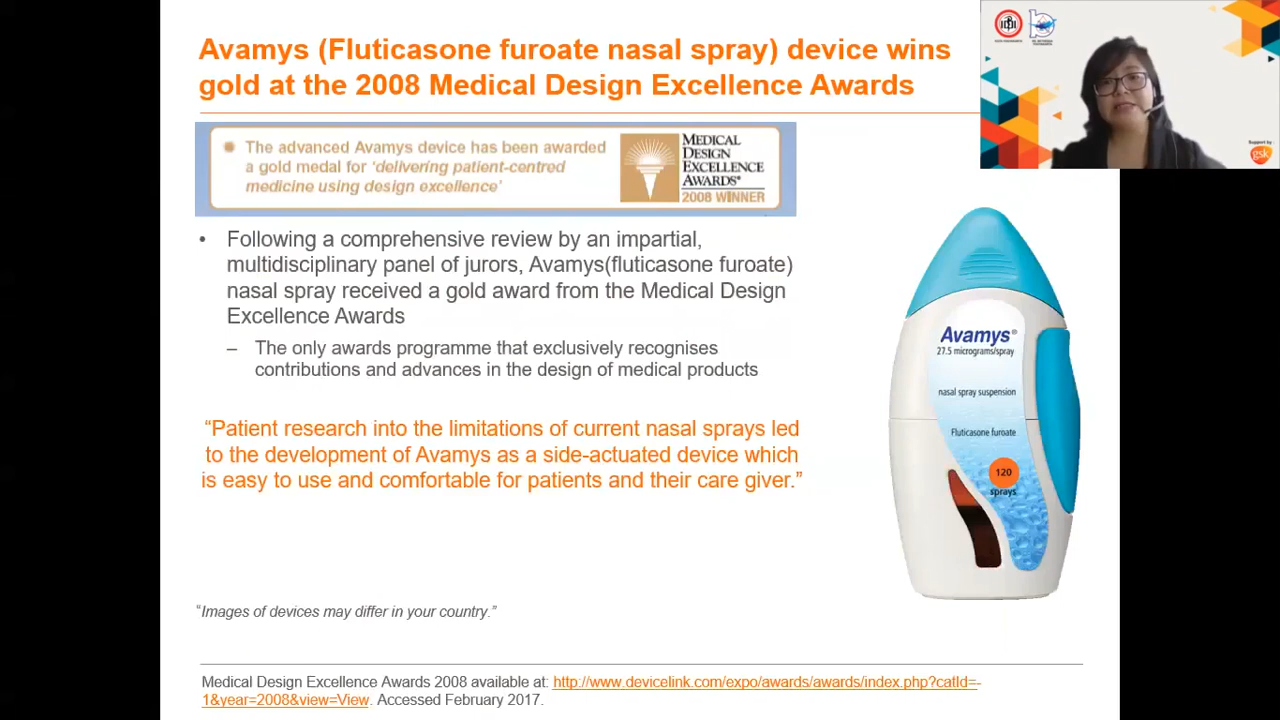 Avamys (Fluticasone furoate nasal spray) device wins
gold at the 2008 Medical Design Excellence Awards
The advanced Avamys device has been awarded
a gold medal for ‘delivering patient-centred
medicine using design excellence’
MEDICAL
DESIGN
EXCELLENCE
AWARDS®
2008 WINNER
• Following a comprehensive review by an impartial,
multidisciplinary panel of jurors, Avamys(fluticasone furoate)
nasal spray received a gold award from the Medical Design
Excellence Awards
– The only awards programme that exclusively recognises
contributions and advances in the design of medical products
“Patient research into the limitations of current nasal sprays led
to the development of Avamys as a side-actuated device which
is easy to use and comfortable for patients and their care giver.”
“Images of devices may differ in your country.”
Medical Design Excellence Awards 2008 available at: http://www.devicelink.com/expo/awards/awards/index.php?catId=-
1&year=2008&view=View. Accessed February 2017.
Support by :
gsk
Avamys®
27.5 micrograms/spray
nasal spray suspension
Fluticasone furoate
120
sprays